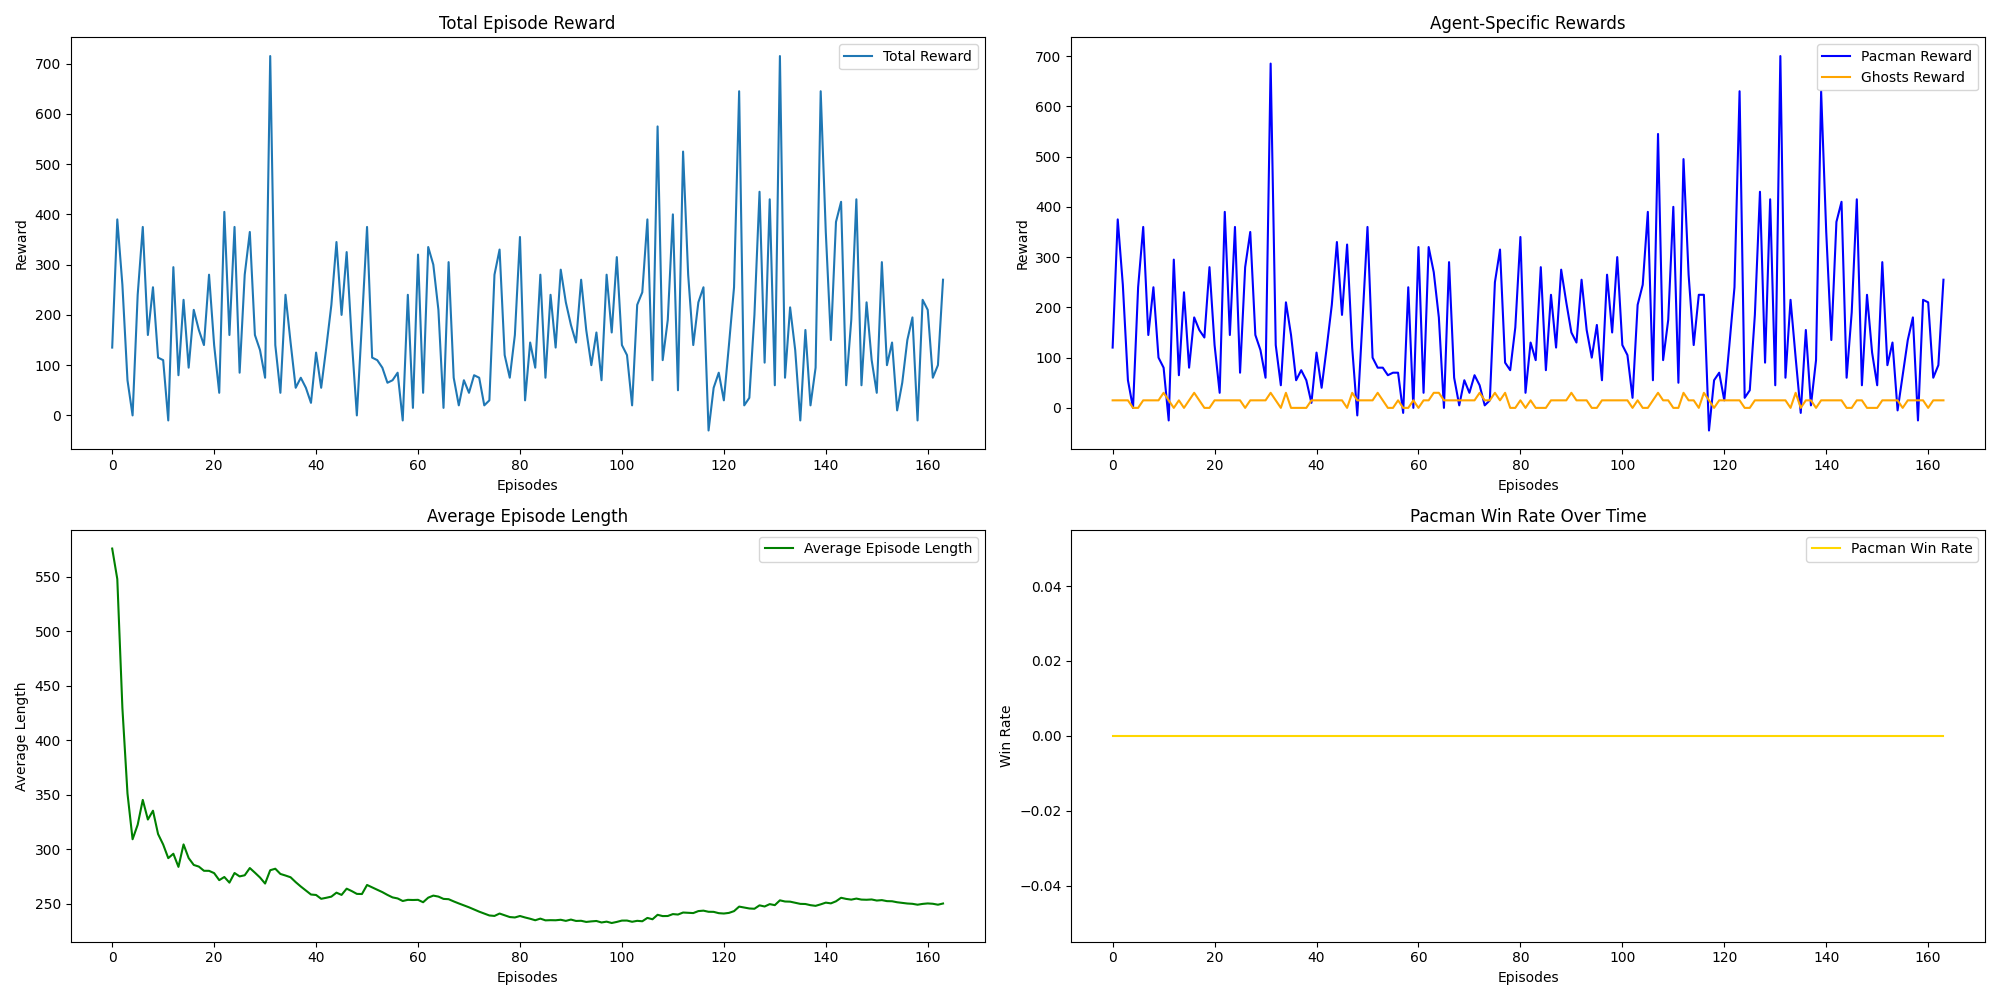 Total Episode Reward
Total Reward
Reward
700
600
500
400
300
200
100
0
0 20 40 60 80 100 120 140 160
Episodes
Agent-Specific Rewards
Pacman Reward
Ghosts Reward
Reward
700
600
500
400
300
200
100
0
0 20 40 60 80 100 120 140 160
Episodes
Average Episode Length
Average Episode Length
Average Length
550
500
450
400
350
300
250
0 20 40 60 80 100 120 140 160
Episodes
Pacman Win Rate Over Time
Pacman Win Rate
Win Rate
0.04
0.02
0.00
−0.02
−0.04
0 20 40 60 80 100 120 140 160
Episodes